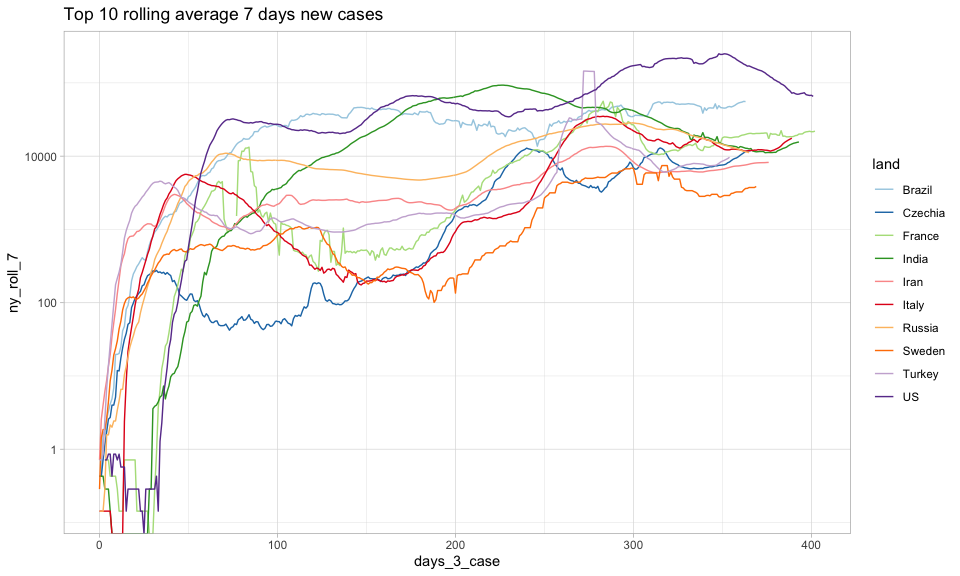 Top 10 rolling average 7 days new cases
ny_roll_7
10000
100
1
0
100
200
300
400
days_3_case
land
Brazil
Czechia
France
India
Iran
Italy
Russia
Sweden
Turkey
US